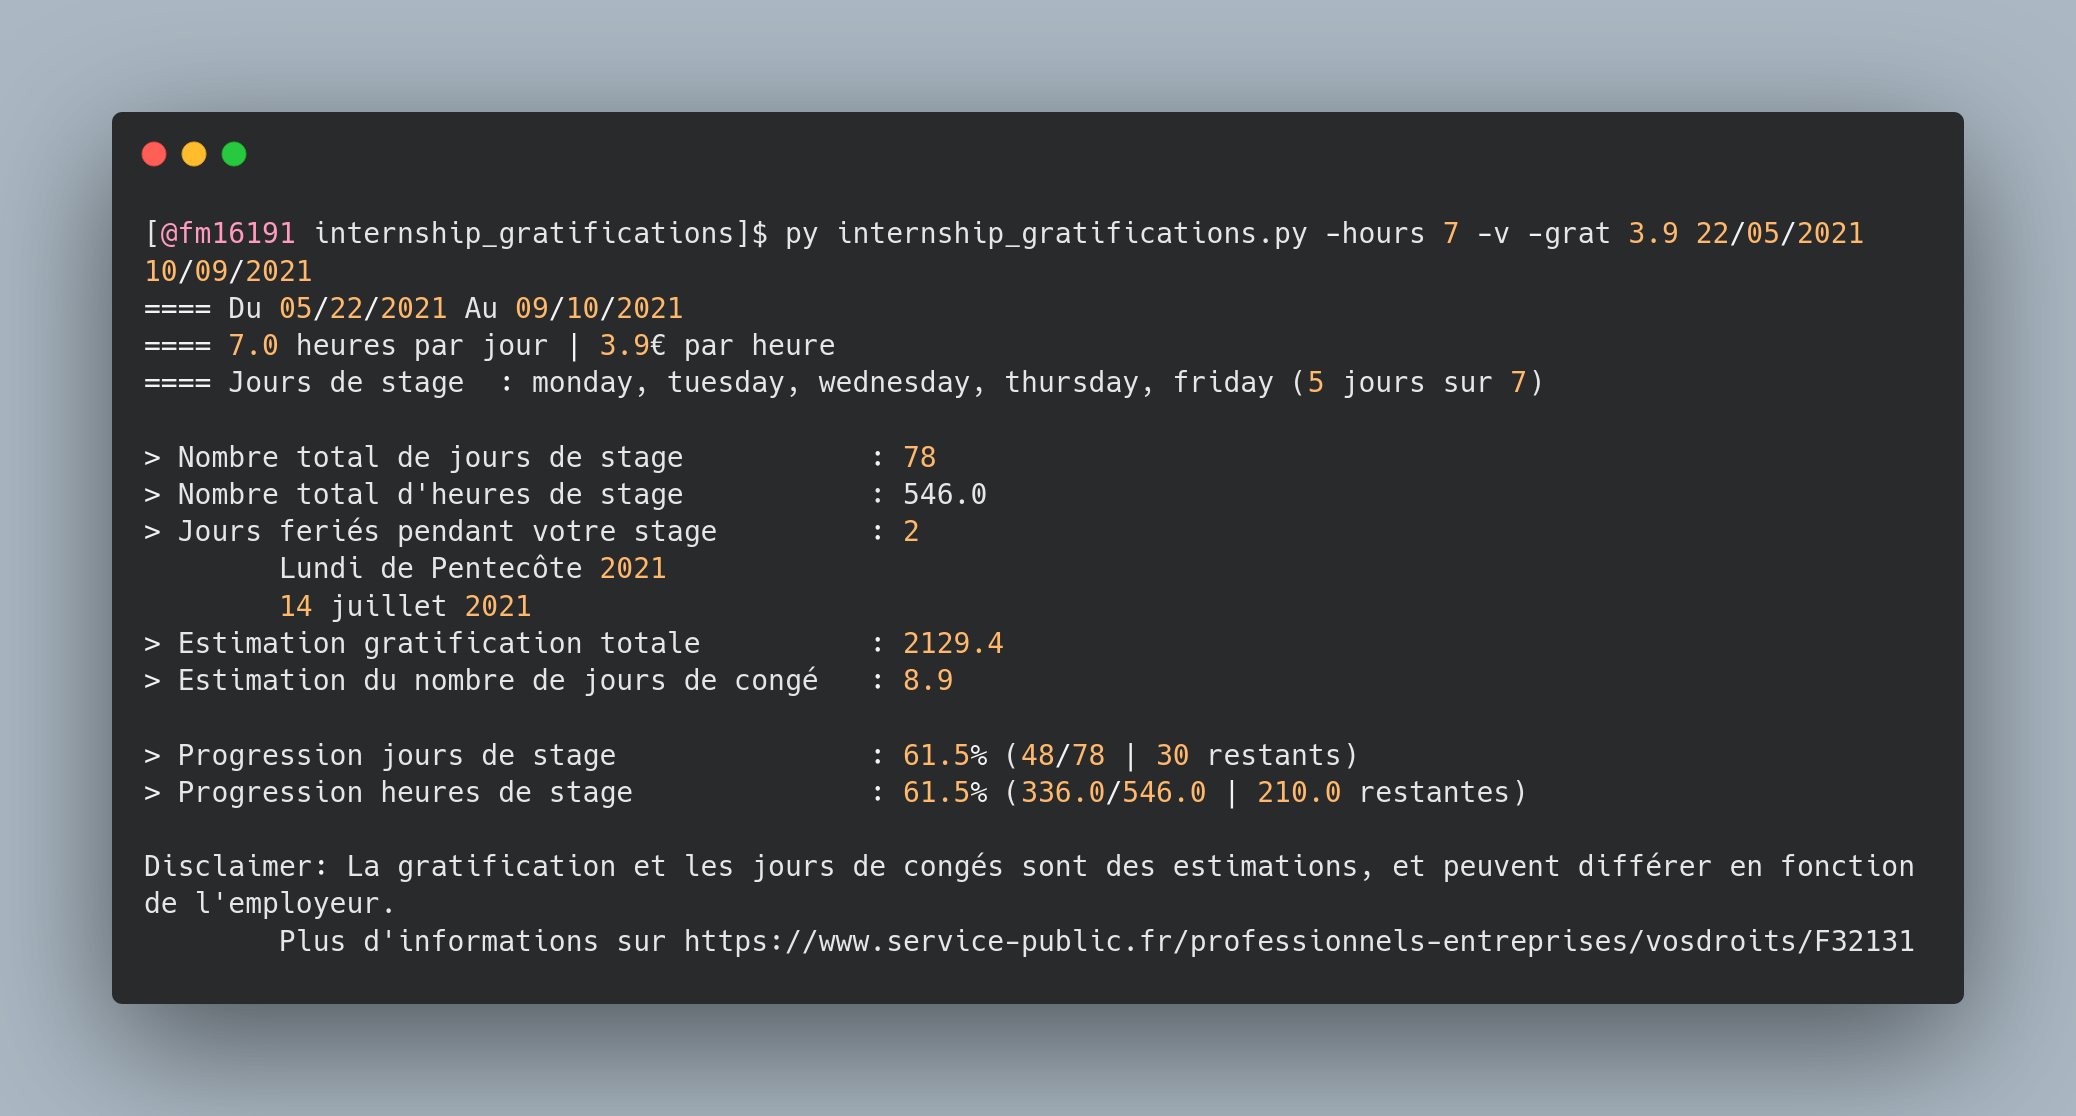 [@fm16191 internship_gratifications]$ py internship_gratifications.py -hours 7 -v -grat 3.9 22/05/2021
10/09/2021
==== Du 05/22/2021 Au 09/10/2021
==== 7.0 heures par jour | 3.9€ par heure
==== Jours de stage  : monday, tuesday, wednesday, thursday, friday (5 jours sur 7)
> Nombre total de jours de stage           : 78
> Nombre total d'heures de stage           : 546.0
> Jours feriés pendant votre stage         : 2
        Lundi de Pentecôte 2021
        14 juillet 2021
> Estimation gratification totale          : 2129.4
> Estimation du nombre de jours de congé   : 8.9
> Progression jours de stage               : 61.5% (48/78 | 30 restants)
> Progression heures de stage              : 61.5% (336.0/546.0 | 210.0 restantes)
Disclaimer: La gratification et les jours de congés sont des estimations, et peuvent différer en fonction
de l'employeur.
        Plus d'informations sur https://www.service-public.fr/professionnels-entreprises/vosdroits/F32131